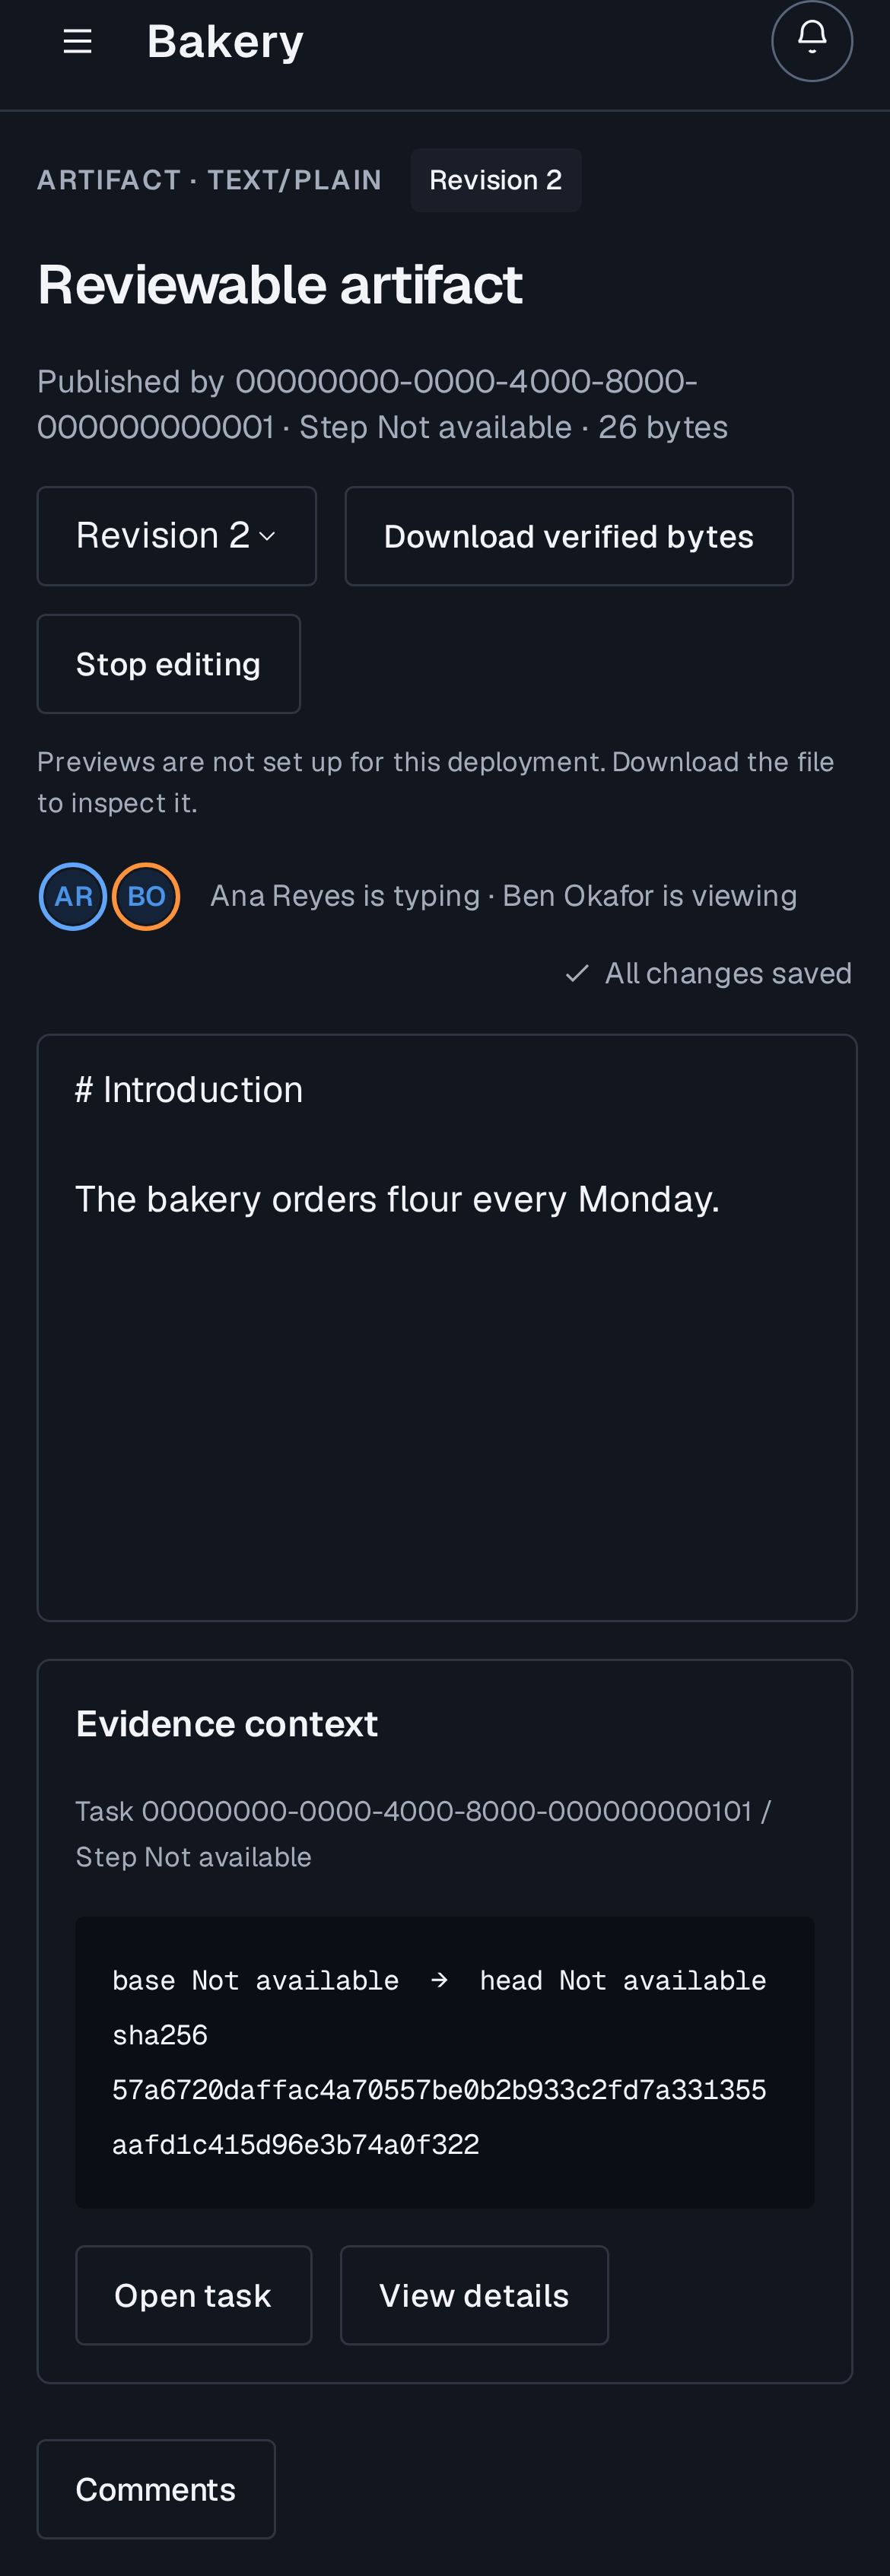 Bakery
ARTIFACT · TEXT/PLAIN
Revision 2
Reviewable artifact
Published by 00000000-0000-4000-8000-
000000000001 · Step Not available · 26 bytes
Revision 2
Download verified bytes
Stop editing
Previews are not set up for this deployment. Download the file
to inspect it.
AR BO Ana Reyes is typing · Ben Okafor is viewing
All changes saved
# Introduction
The bakery orders flour every Monday.
Evidence context
Task 00000000-0000-4000-8000-000000000101 /
Step Not available
base Not available → head Not available
sha256
57a6720daffac4a70557be0b2b933c2fd7a331355
aafd1c415d96e3b74a0f322
Open task
View details
Comments